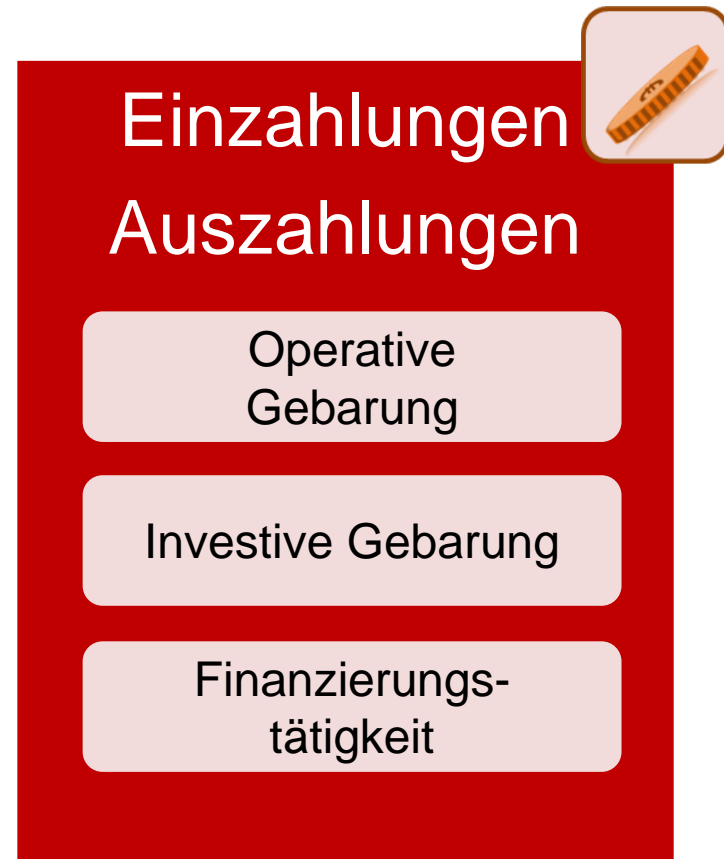 Einzahlungen
Auszahlungen
Operative
Gebarung
Investive Gebarung
Finanzierungs-
tätigkeit